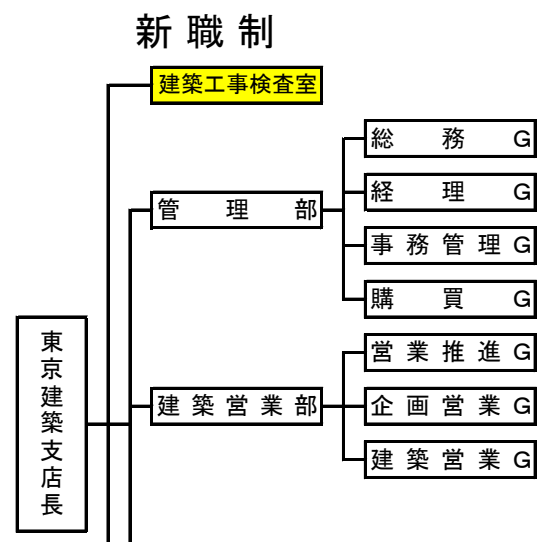 新職制
建築工事検査室
総務G
管理部
経理G
事務管理G
購買G
東京建築支店長
営業推進G
建築営業部
企画営業G
建築営業G